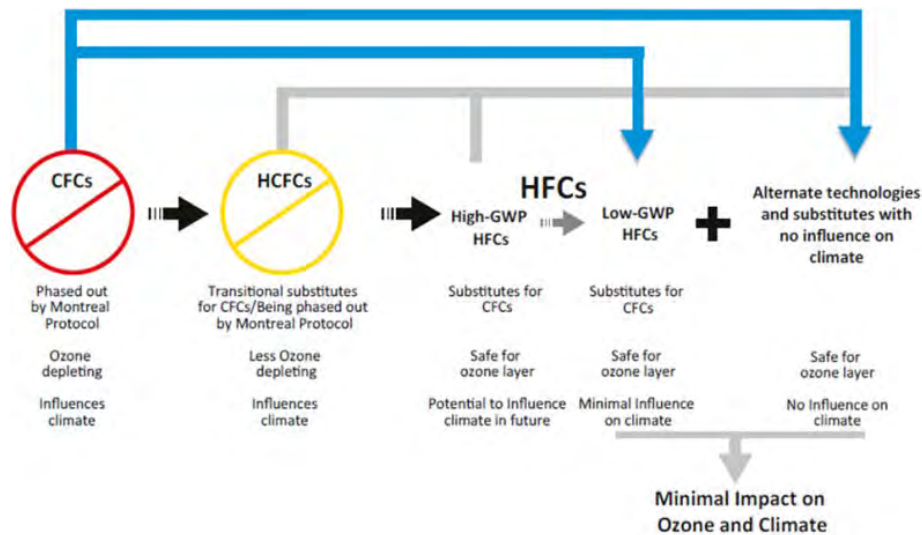 CFCs
HCFCs
HFCs
High-GWP
HFCs
Low-GWP
HFCs
Alternate technologies
and substitutes with
no influence on
climate
Phased out
by Montreal
Protocol
Ozone
depleting
Influences
climate
Transitional substitutes
for CFCs/Being phased out
by Montreal Protocol
Less Ozone
depleting
Influences
climate
Substitutes for
CFCs
Safe for
ozone layer
Potential to Influence
climate in future
Substitutes for
CFCs
Safe for
ozone layer
Minimal Influence
on climate
Safe for
ozone layer
No Influence on
climate
Minimal Impact on
Ozone and Climate